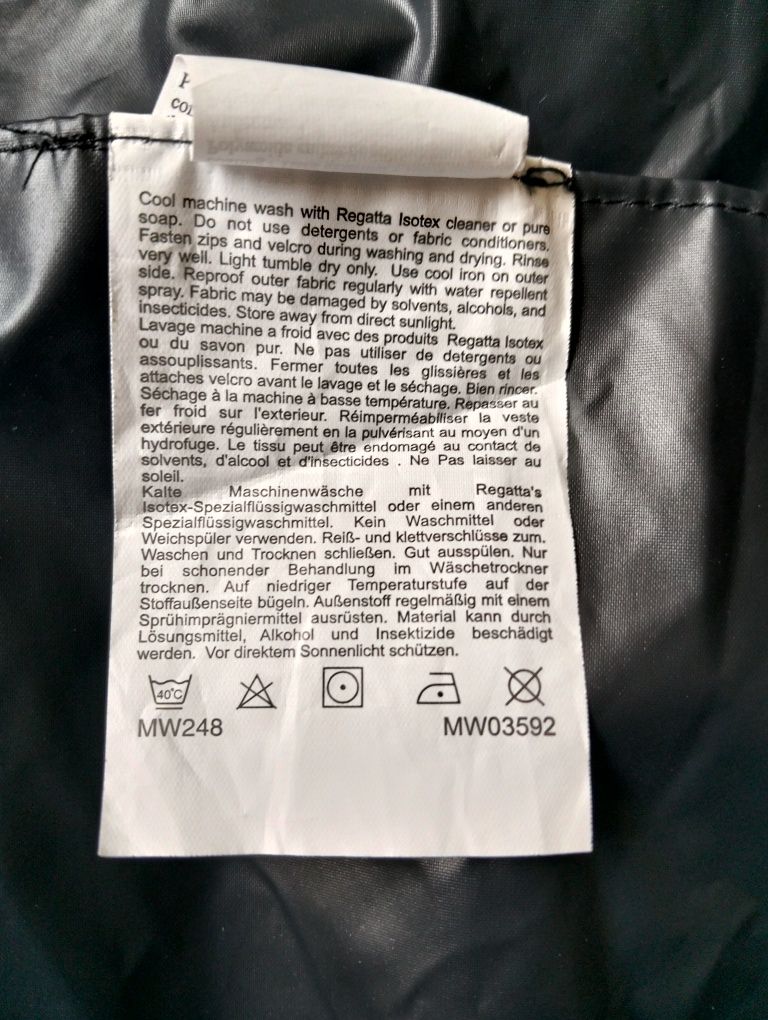 Cool machine wash with Regatta Isotex cleaner or pure
soap. Do not use detergents or fabric conditioners.
Fasten zips and velcro during washing and drying. Rinse
very well. Light tumble dry only. Use cool iron on outer
side. Reproof outer fabric regularly with water repellent
spray. Fabric may be damaged by solvents, alcohols, and
insecticides. Store away from direct sunlight.
Lavage machine a froid avec des produits Regatta Isotex
ou du savon pur. Ne pas utiliser de detergents ou
assouplissants. Fermer toutes les glissières et les
attaches velcro avant le lavage et le séchage. Bien rincer.
Séchage à la machine à basse température. Repasser au
fer froid sur l'exterieur. Réimperméabiliser la veste
extérieure régulièrement en la pulvérisant au moyen d'un
hydrofuge. Le tissu peut être endomagé au contact de
solvents, d'alcool et d'insecticides . Ne Pas laisser au
soleil.
Kalte Maschinenwäsche mit Regatta's
Isotex-Spezialflüssigwaschmittel oder einem anderen
Spezialflüssigwaschmittel. Kein Waschmittel oder
Weichspüler verwenden. Reiß- und klettverschlüsse zum.
Waschen und Trocknen schließen. Gut ausspülen. Nur
bei schonender Behandlung im Wäschetrockner
trocknen. Auf niedriger Temperaturstufe auf der
Stoffaußenseite bügeln. Außenstoff regelmäßig mit einem
Sprühimprägniermittel ausrüsten. Material kann durch
Lösungsmittel, Alkohol und Insektizide beschädigt
werden. Vor direktem Sonnenlicht schützen.
40°C
MW248 MW03592